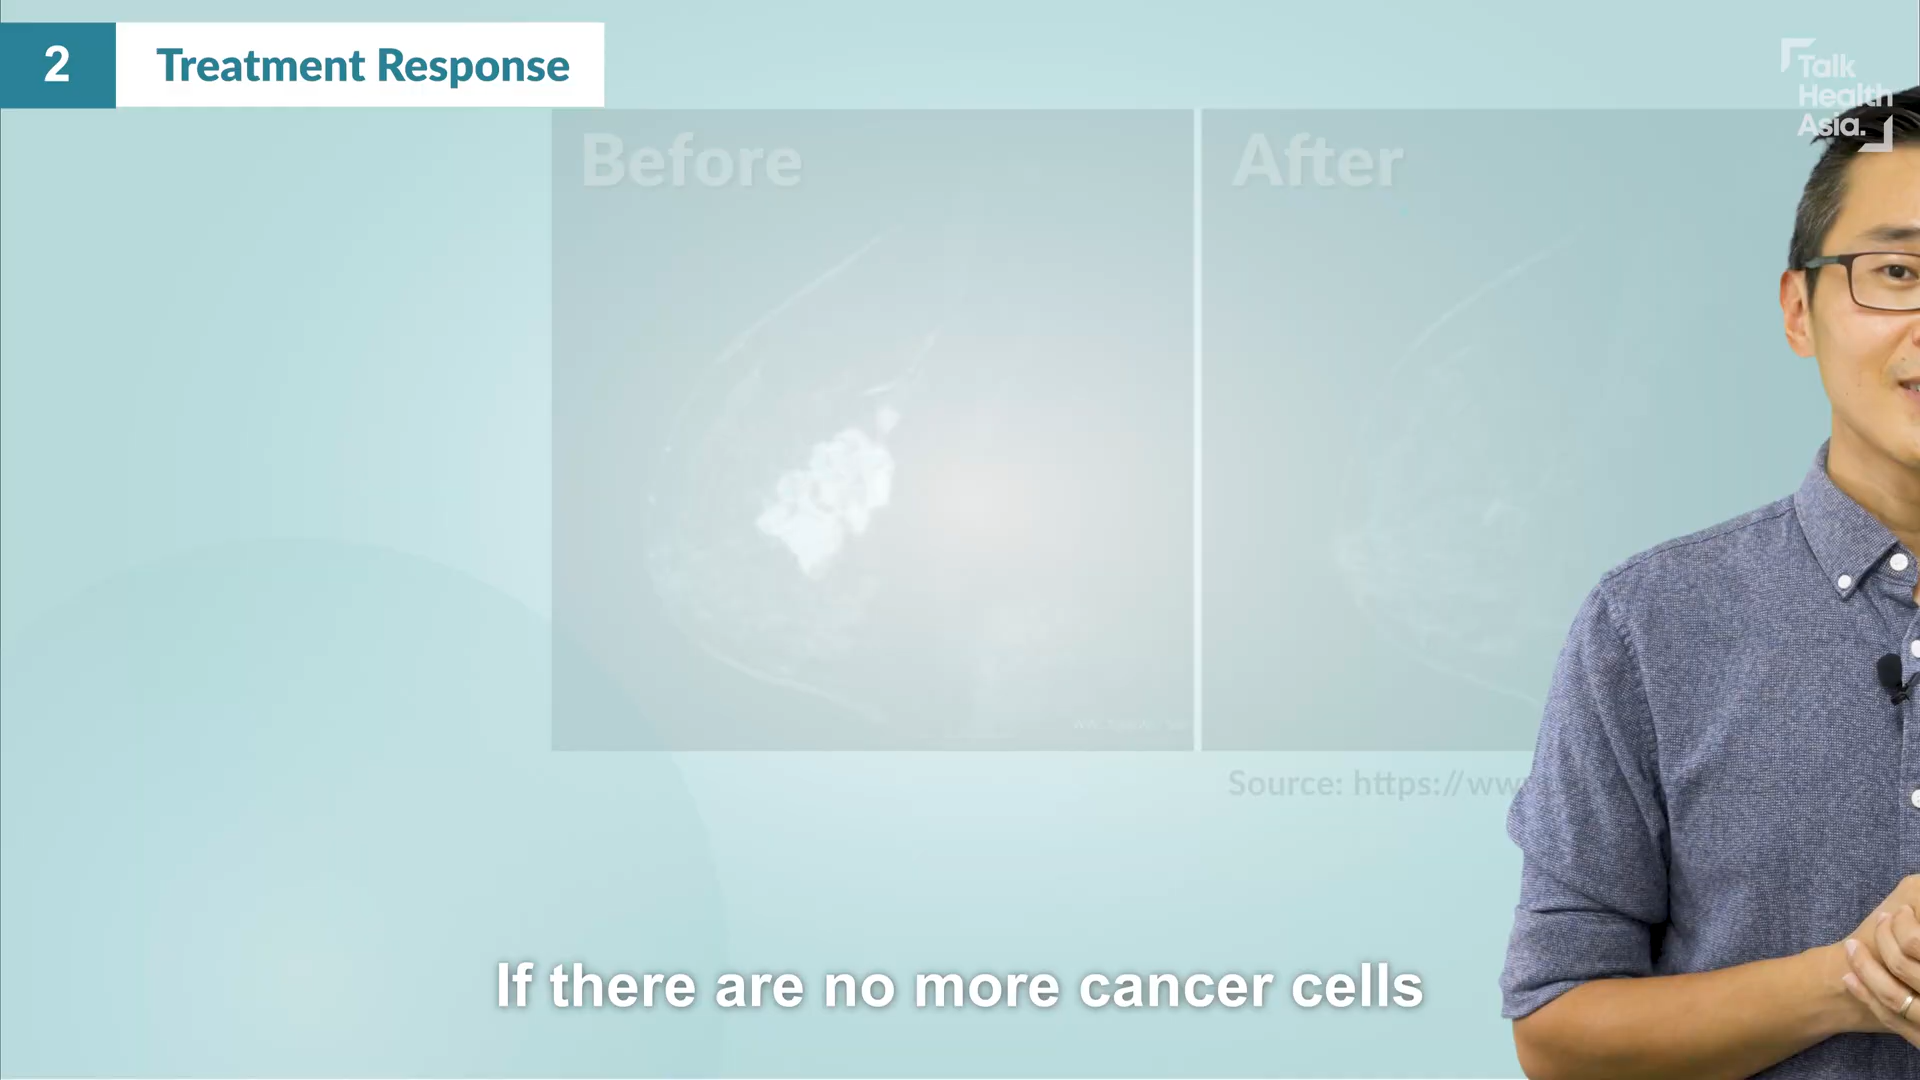 2
Treatment Response
Talk
Health
Asia.
Before
After
Source: https://ww
If there are no more cancer cells